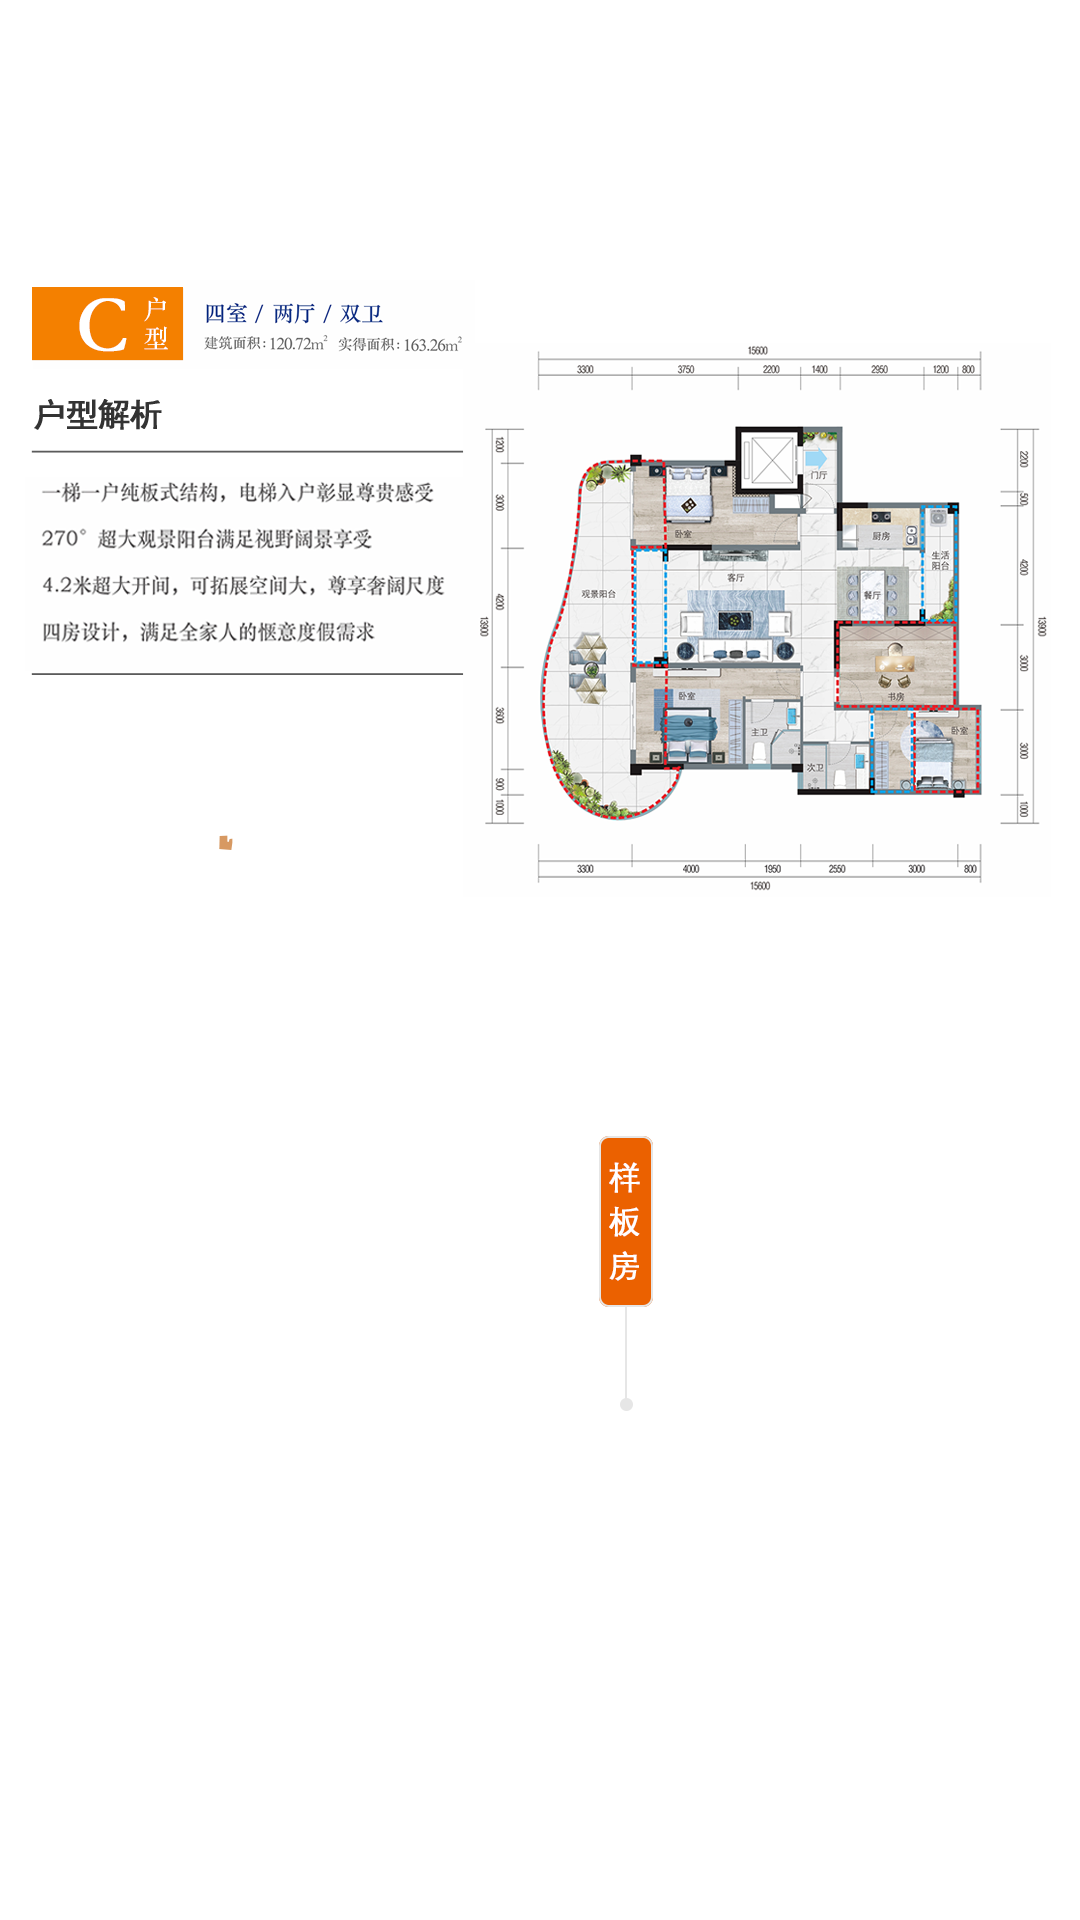 C户型
四室 / 两厅 / 双卫
建筑面积：120.72m² 实得面积：163.26m²
户型解析
一梯一户纯板式结构，电梯入户彰显尊贵感受
270°超大观景阳台满足视野阔景享受
4.2米超大开间，可拓展空间大，尊享奢阔尺度
四房设计，满足全家人的惬意度假需求
15600
3300 3750 2200 1400 2950 1200 800
1200
3000
4200
3600
900
1000
13900
2200
500
4200
3000
3000
1000
13900
门厅
卧室
厨房
生活
阳台
客厅
餐厅
观景阳台
卧室
书房
主卫
卧室
次卫
3300 4000 1950 2550 3000 800
15600
样
板
房